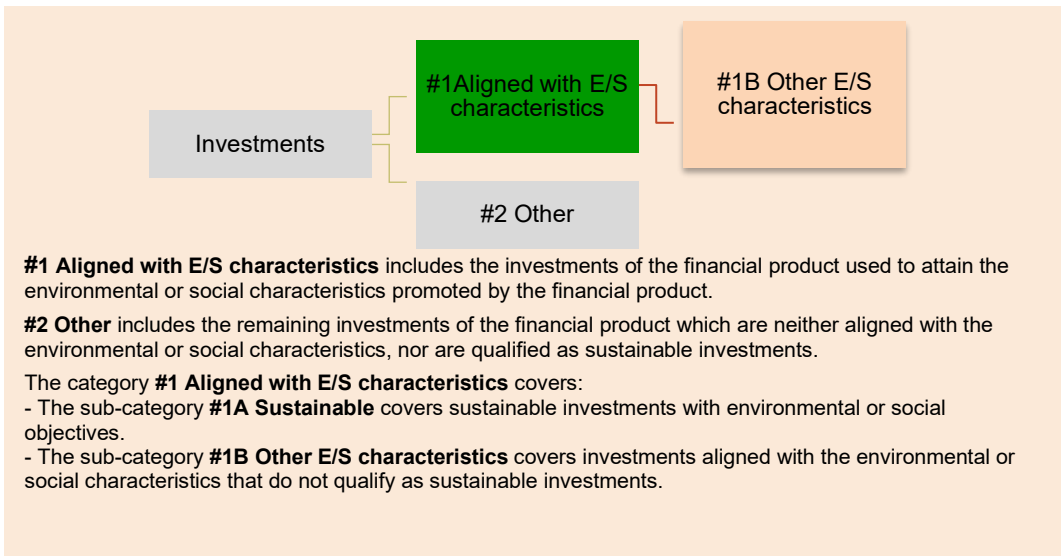 #1Aligned with E/S
characteristics
#1B Other E/S
characteristics
Investments
#2 Other
#1 Aligned with E/S characteristics includes the investments of the financial product used to attain the
environmental or social characteristics promoted by the financial product.
#2 Other includes the remaining investments of the financial product which are neither aligned with the
environmental or social characteristics, nor are qualified as sustainable investments.
The category #1 Aligned with E/S characteristics covers:
- The sub-category #1A Sustainable covers sustainable investments with environmental or social
objectives.
- The sub-category #1B Other E/S characteristics covers investments aligned with the environmental or
social characteristics that do not qualify as sustainable investments.